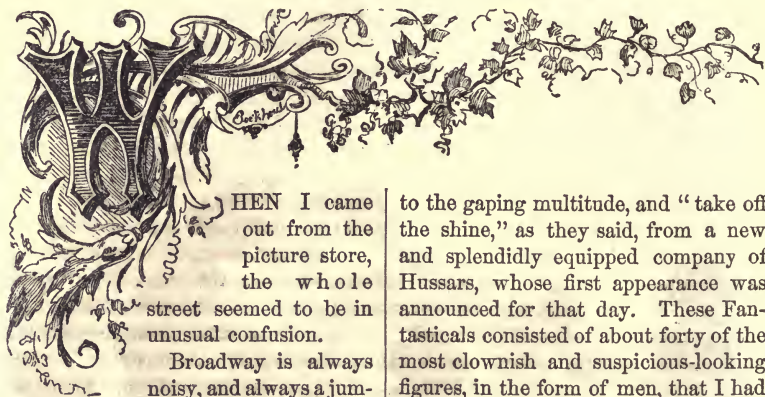 WHEN I came
out from the
picture store,
the whole
street seemed to be in
unusual confusion.
Broadway is always
noisy, and always a jum-
to the gaping multitude, and “ take off
the shine,” as they said, from a new
and splendidly equipped company of
Hussars, whose first appearance was
announced for that day. These Fan-
tasticals consisted of about forty of the
most clownish and suspicious-looking
figures, in the form of men, that I had